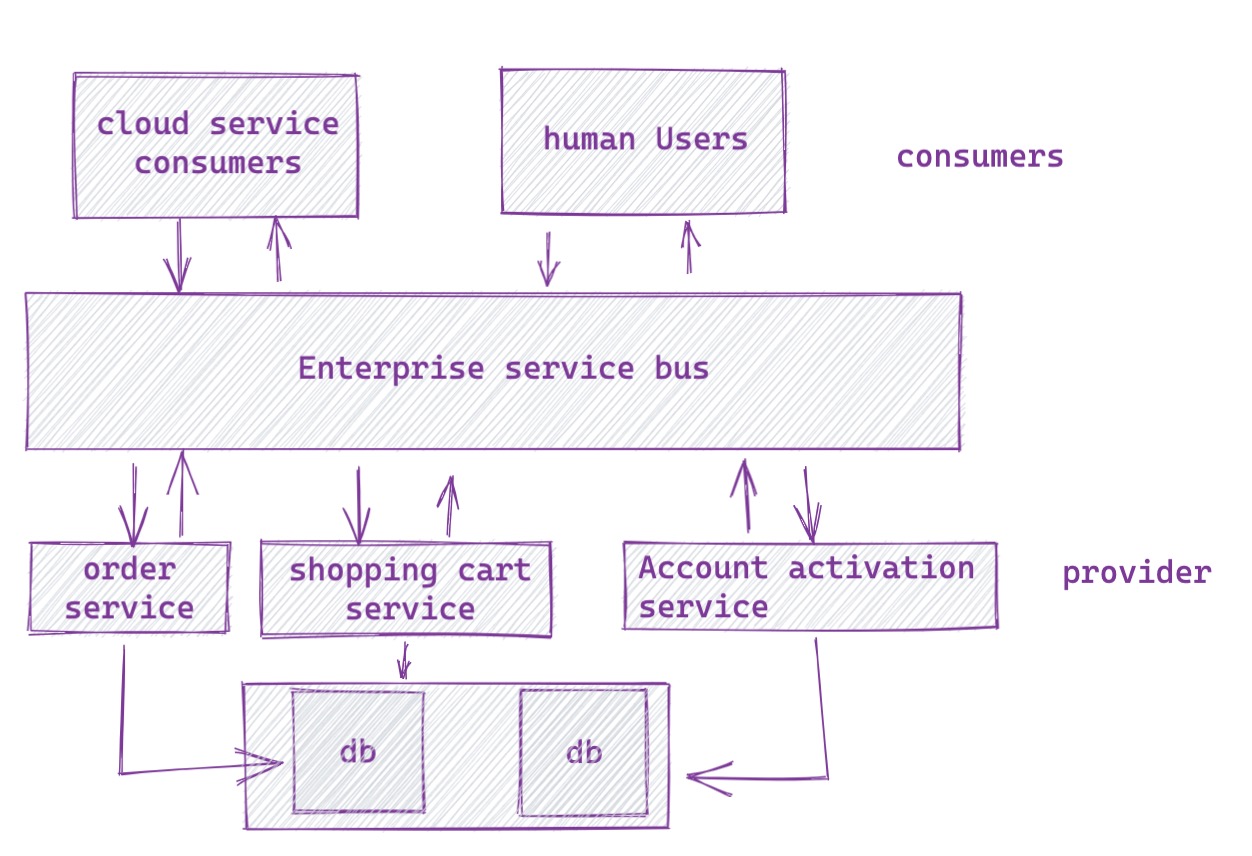 cloud service
consumers
human Users
consumers
Enterprise service bus
order
service
shopping cart
service
Account activation
service
provider
db
db